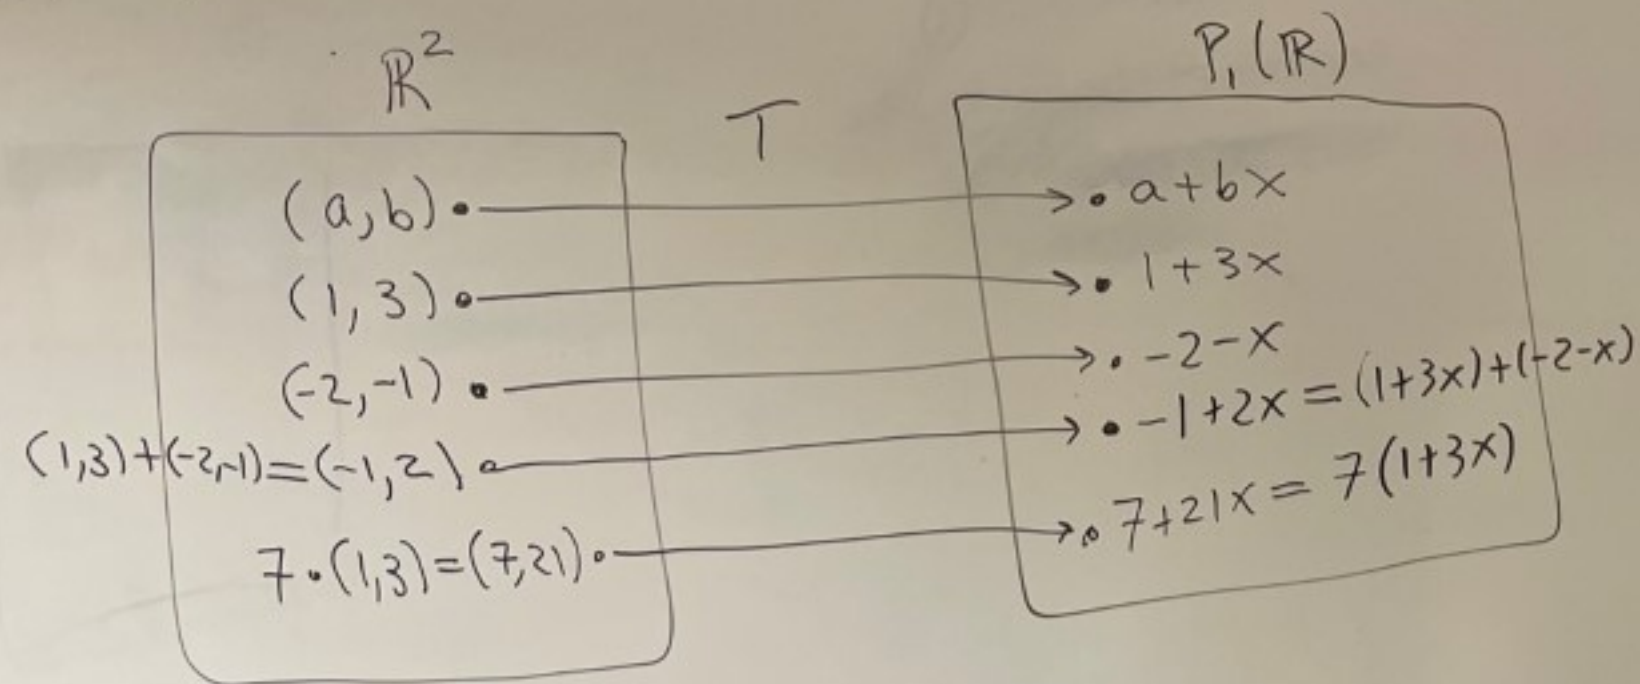 ℝ² T P₁(ℝ)
(a,b) a+bx
(1,3) 1+3x
(-2,-1) -2-x
(1,3)+(-2,-1)=(-1,2) -1+2x=(1+3x)+(-2-x)
7·(1,3)=(7,21) 7+21x=7(1+3x)